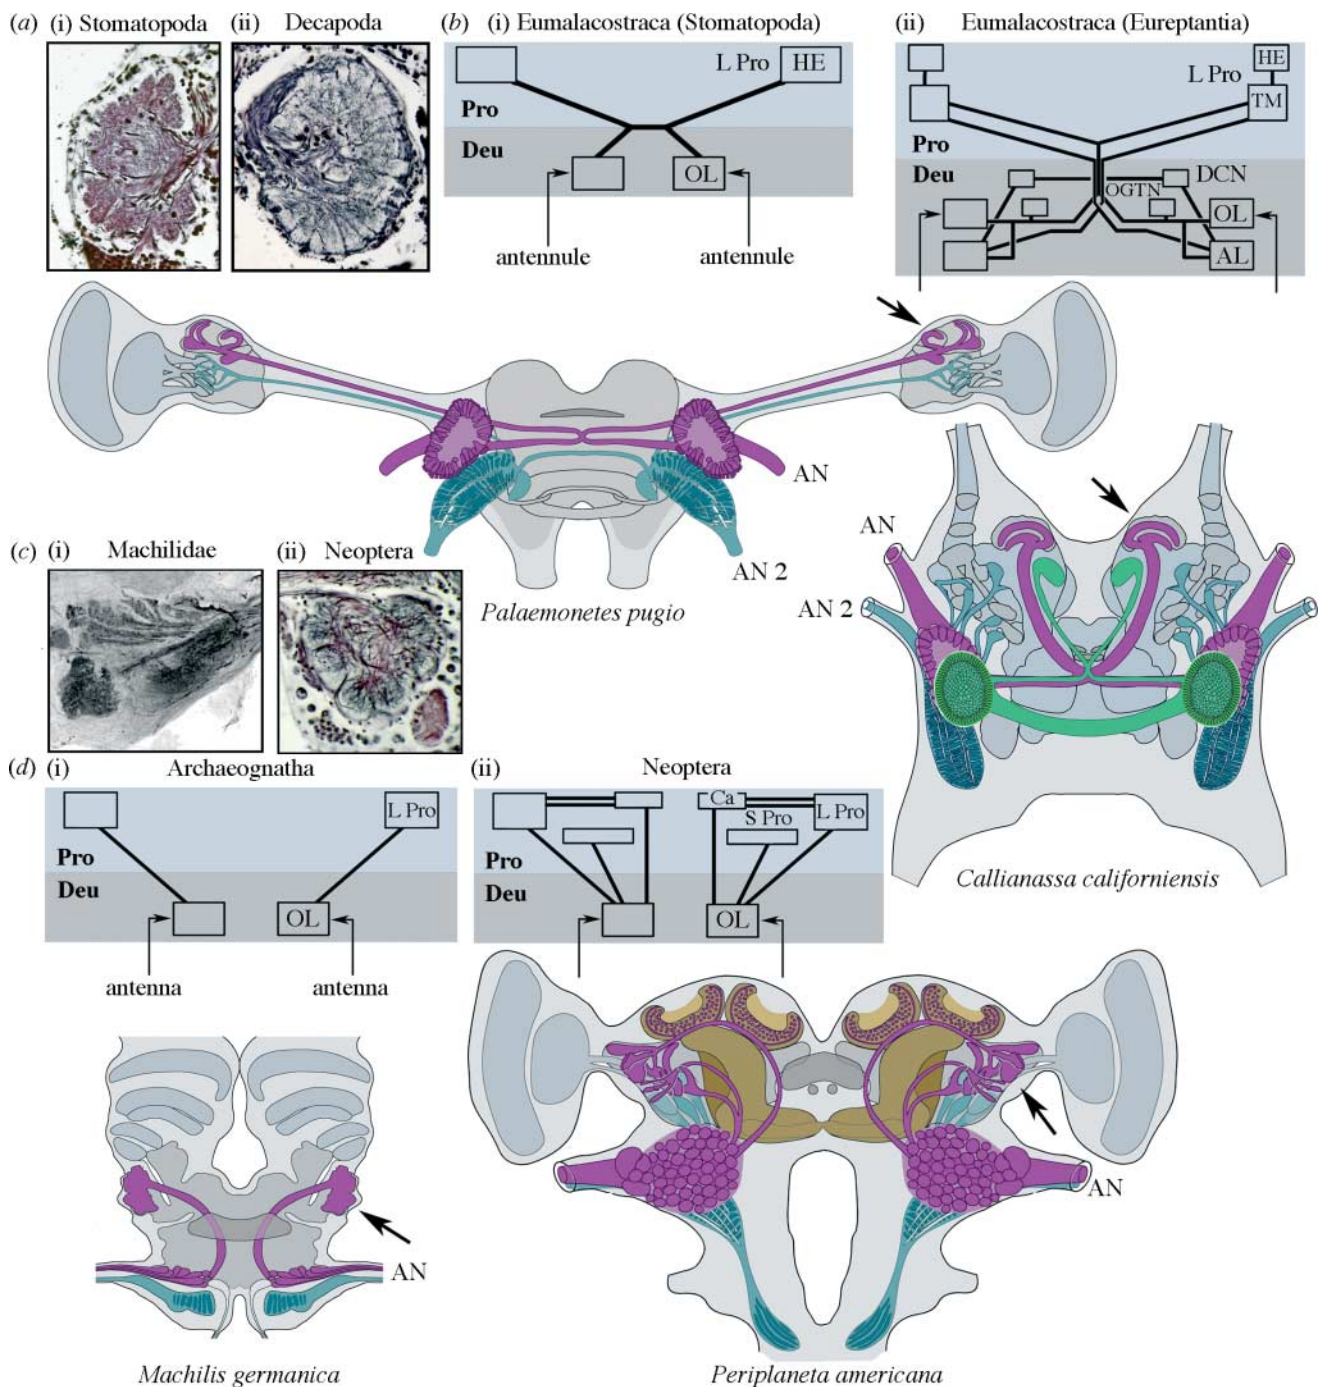 (a) (i) Stomatopoda (ii) Decapoda
(b) (i) Eumalacostraca (Stomatopoda)
L Pro HE
Pro
Deu
OL
antennule antennule
(ii) Eumalacostraca (Eureptantia)
HE
L Pro
TM
Pro
Deu
DCN
OGTN
OL
AL
AN
AN 2
Palaemonetes pugio
AN
AN 2
Callianassa californiensis
(c) (i) Machilidae (ii) Neoptera
(d) (i) Archaeognatha
L Pro
Pro
Deu
OL
antenna antenna
(ii) Neoptera
Ca
S Pro L Pro
Pro
Deu
OL
AN
Machilis germanica
AN
Periplaneta americana